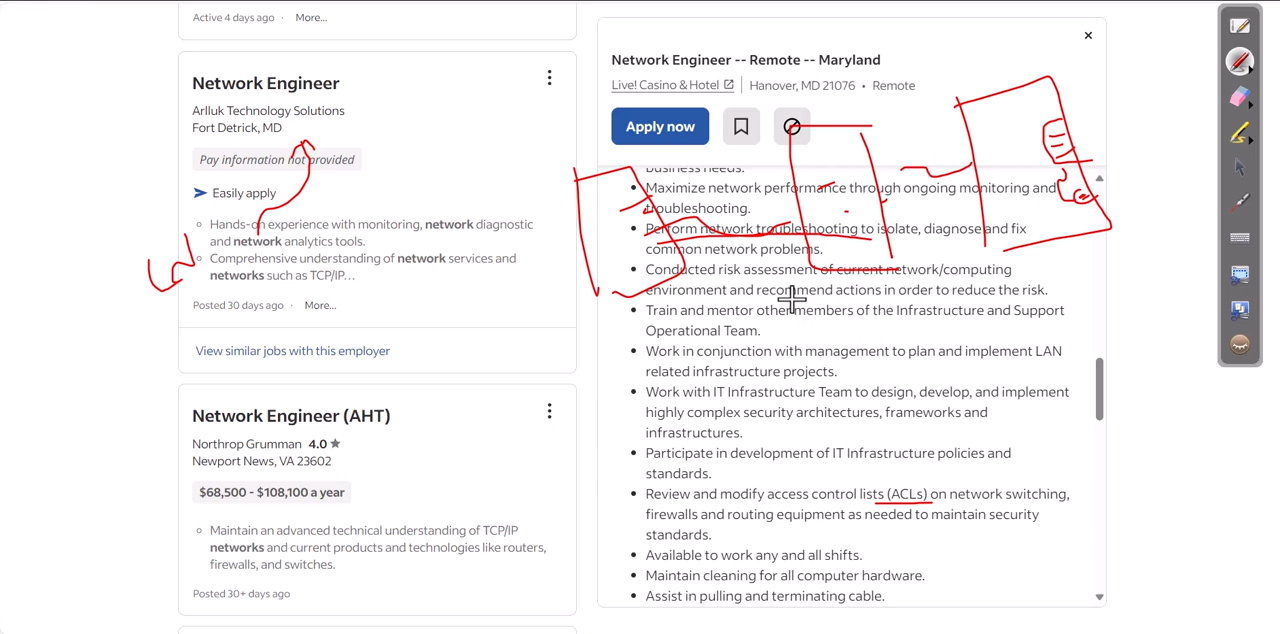 Active 4 days ago · More...
Network Engineer
Arlluk Technology Solutions
Fort Detrick, MD
Pay information not provided
Easily apply
Hands-on experience with monitoring, network diagnostic
and network analytics tools.
Comprehensive understanding of network services and
networks such as TCP/IP…
Posted 30 days ago · More...
View similar jobs with this employer
Network Engineer (AHT)
Northrop Grumman 4.0 ★
Newport News, VA 23602
$68,500 - $108,100 a year
Maintain an advanced technical understanding of TCP/IP
networks and current products and technologies like routers,
firewalls, and switches.
Posted 30+ days ago
Network Engineer -- Remote -- Maryland
Live! Casino & Hotel | Hanover, MD 21076 • Remote
Apply now
business needs.
• Maximize network performance through ongoing monitoring and
troubleshooting.
• Perform network troubleshooting to isolate, diagnose and fix
common network problems.
• Conducted risk assessment of current network/computing
environment and recommend actions in order to reduce the risk.
• Train and mentor other members of the Infrastructure and Support
Operational Team.
• Work in conjunction with management to plan and implement LAN
related infrastructure projects.
• Work with IT Infrastructure Team to design, develop, and implement
highly complex security architectures, frameworks and
infrastructures.
• Participate in development of IT Infrastructure policies and
standards.
• Review and modify access control lists (ACLs) on network switching,
firewalls and routing equipment as needed to maintain security
standards.
• Available to work any and all shifts.
• Maintain cleaning for all computer hardware.
• Assist in pulling and terminating cable.